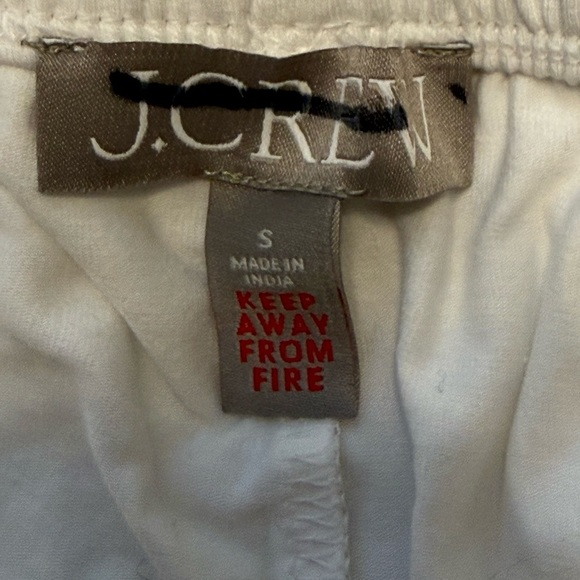 J.CREW
S
MADE IN
INDIA
KEEP
AWAY
FROM
FIRE